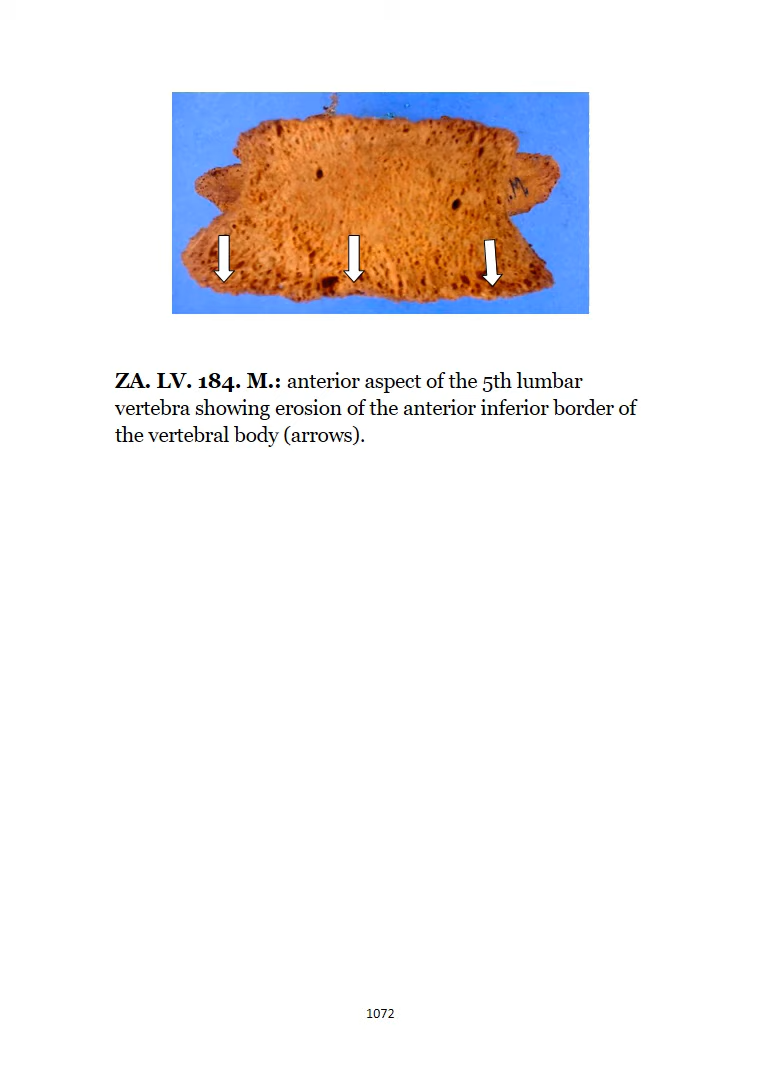 .M
ZA. LV. 184. M.: anterior aspect of the 5th lumbar
vertebra showing erosion of the anterior inferior border of
the vertebral body (arrows).
1072